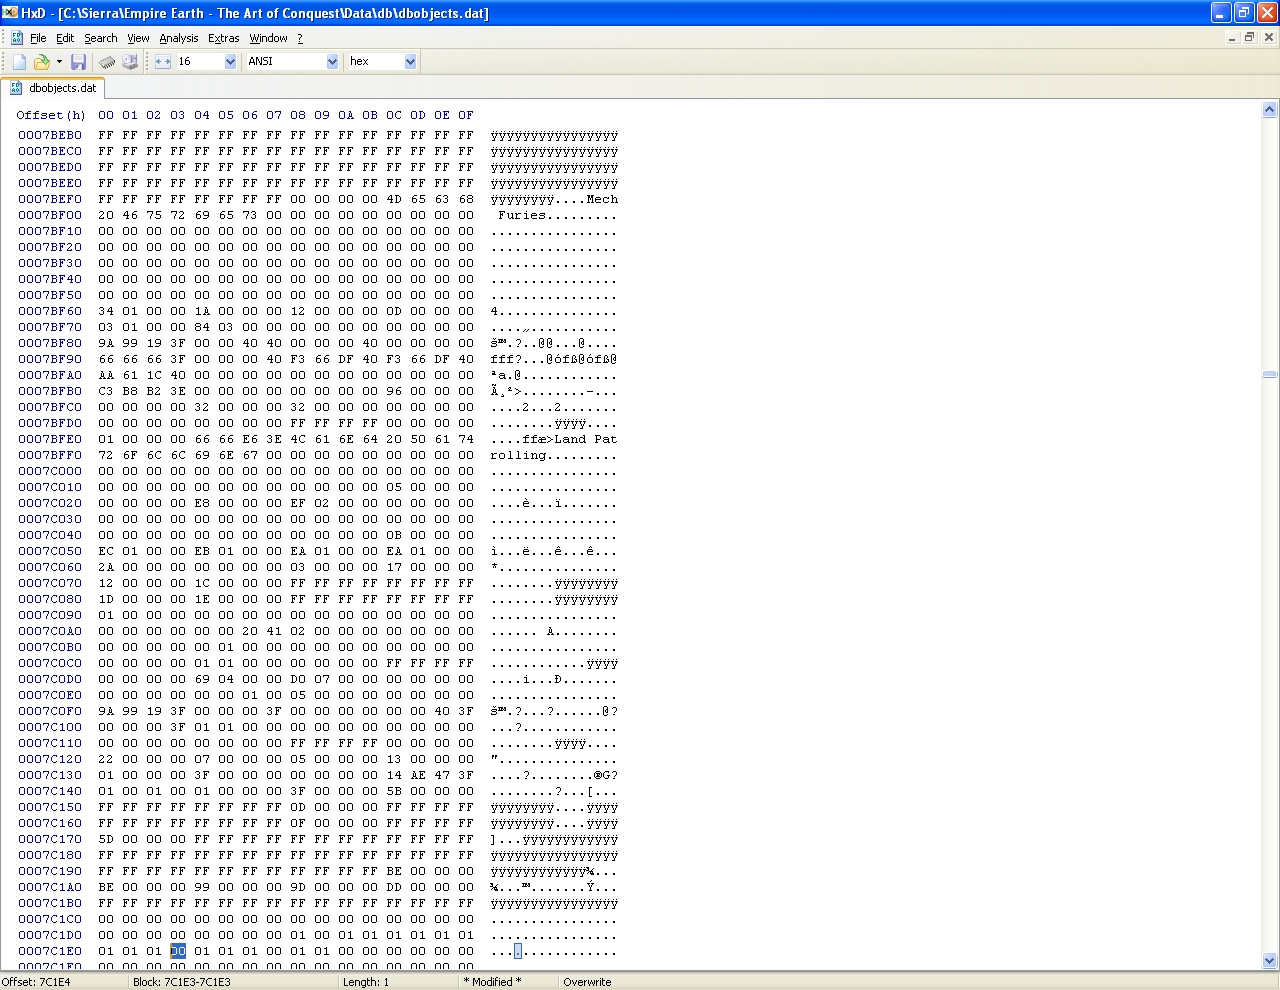 HxD - [C:\Sierra\Empire Earth - The Art of Conquest\Data\db\dbobjects.dat]
File Edit Search View Analysis Extras Window ?
16 ANSI hex
dbobjects.dat
Offset(h) 00 01 02 03 04 05 06 07 08 09 0A 0B 0C 0D 0E 0F
0007BEB0 FF FF FF FF FF FF FF FF FF FF FF FF FF FF FF FF ÿÿÿÿÿÿÿÿÿÿÿÿÿÿÿÿ
0007BEC0 FF FF FF FF FF FF FF FF FF FF FF FF FF FF FF FF ÿÿÿÿÿÿÿÿÿÿÿÿÿÿÿÿ
0007BED0 FF FF FF FF FF FF FF FF FF FF FF FF FF FF FF FF ÿÿÿÿÿÿÿÿÿÿÿÿÿÿÿÿ
0007BEE0 FF FF FF FF FF FF FF FF FF FF FF FF FF FF FF FF ÿÿÿÿÿÿÿÿÿÿÿÿÿÿÿÿ
0007BEF0 FF FF FF FF FF FF FF FF 00 00 00 00 4D 65 63 68 ÿÿÿÿÿÿÿÿ....Mech
0007BF00 20 46 75 72 69 65 73 00 00 00 00 00 00 00 00 00  Furies.........
0007BF10 00 00 00 00 00 00 00 00 00 00 00 00 00 00 00 00 ................
0007BF20 00 00 00 00 00 00 00 00 00 00 00 00 00 00 00 00 ................
0007BF30 00 00 00 00 00 00 00 00 00 00 00 00 00 00 00 00 ................
0007BF40 00 00 00 00 00 00 00 00 00 00 00 00 00 00 00 00 ................
0007BF50 00 00 00 00 00 00 00 00 00 00 00 00 00 00 00 00 ................
0007BF60 34 01 00 00 1A 00 00 00 12 00 00 00 0D 00 00 00 4...............
0007BF70 03 01 00 00 84 03 00 00 00 00 00 00 00 00 00 00 ....„...........
0007BF80 9A 99 19 3F 00 00 40 40 00 00 00 40 00 00 00 00 š™.?..@@...@....
0007BF90 66 66 66 3F 00 00 00 40 F3 66 DF 40 F3 66 DF 40 fff?...@ófß@ófß@
0007BFA0 AA 61 1C 40 00 00 00 00 00 00 00 00 00 00 00 00 ªa.@............
0007BFB0 C3 B8 B2 3E 00 00 00 00 00 00 00 00 96 00 00 00 Ã¸²>........–...
0007BFC0 00 00 00 00 32 00 00 00 32 00 00 00 00 00 00 00 ....2...2.......
0007BFD0 00 00 00 00 00 00 00 00 FF FF FF FF 00 00 00 00 ........ÿÿÿÿ....
0007BFE0 01 00 00 00 66 66 E6 3E 4C 61 6E 64 20 50 61 74 ....ffæ>Land Pat
0007BFF0 72 6F 6C 6C 69 6E 67 00 00 00 00 00 00 00 00 00 rolling.........
0007C000 00 00 00 00 00 00 00 00 00 00 00 00 00 00 00 00 ................
0007C010 00 00 00 00 00 00 00 00 00 00 00 00 05 00 00 00 ................
0007C020 00 00 00 00 E8 00 00 00 EF 02 00 00 00 00 00 00 ....è...ï.......
0007C030 00 00 00 00 00 00 00 00 00 00 00 00 00 00 00 00 ................
0007C040 00 00 00 00 00 00 00 00 00 00 00 00 0B 00 00 00 ................
0007C050 EC 01 00 00 EB 01 00 00 EA 01 00 00 EA 01 00 00 ì...ë...ê...ê...
0007C060 2A 00 00 00 00 00 00 00 03 00 00 00 17 00 00 00 *...............
0007C070 12 00 00 00 1C 00 00 00 FF FF FF FF FF FF FF FF ........ÿÿÿÿÿÿÿÿ
0007C080 1D 00 00 00 1E 00 00 00 FF FF FF FF FF FF FF FF ........ÿÿÿÿÿÿÿÿ
0007C090 01 00 00 00 00 00 00 00 00 00 00 00 00 00 00 00 ................
0007C0A0 00 00 00 00 00 00 20 41 02 00 00 00 00 00 00 00 ...... A........
0007C0B0 00 00 00 00 00 01 00 00 00 00 00 00 00 00 00 00 ................
0007C0C0 00 00 00 00 01 01 00 00 00 00 00 00 FF FF FF FF ............ÿÿÿÿ
0007C0D0 00 00 00 00 69 04 00 00 D0 07 00 00 00 00 00 00 ....i...Ð.......
0007C0E0 00 00 00 00 00 00 01 00 05 00 00 00 00 00 00 00 ................
0007C0F0 9A 99 19 3F 00 00 00 3F 00 00 00 00 00 00 40 3F š™.?...?......@?
0007C100 00 00 00 3F 01 01 00 00 00 00 00 00 00 00 00 00 ...?............
0007C110 00 00 00 00 00 00 00 00 FF FF FF FF 00 00 00 00 ........ÿÿÿÿ....
0007C120 22 00 00 00 07 00 00 00 05 00 00 00 13 00 00 00 "...............
0007C130 01 00 00 00 3F 00 00 00 00 00 00 00 14 AE 47 3F ....?........®G?
0007C140 01 00 01 00 01 00 00 00 3F 00 00 00 5B 00 00 00 ........?...[...
0007C150 FF FF FF FF FF FF FF FF 0D 00 00 00 FF FF FF FF ÿÿÿÿÿÿÿÿ....ÿÿÿÿ
0007C160 FF FF FF FF FF FF FF FF 0F 00 00 00 FF FF FF FF ÿÿÿÿÿÿÿÿ....ÿÿÿÿ
0007C170 5D 00 00 00 FF FF FF FF FF FF FF FF FF FF FF FF ]...ÿÿÿÿÿÿÿÿÿÿÿÿ
0007C180 FF FF FF FF FF FF FF FF FF FF FF FF FF FF FF FF ÿÿÿÿÿÿÿÿÿÿÿÿÿÿÿÿ
0007C190 FF FF FF FF FF FF FF FF FF FF FF FF BE 00 00 00 ÿÿÿÿÿÿÿÿÿÿÿÿ¾...
0007C1A0 BE 00 00 00 99 00 00 00 9D 00 00 00 DD 00 00 00 ¾...™.......Ý...
0007C1B0 FF FF FF FF FF FF FF FF FF FF FF FF FF FF FF FF ÿÿÿÿÿÿÿÿÿÿÿÿÿÿÿÿ
0007C1C0 00 00 00 00 00 00 00 00 00 00 00 00 00 00 00 00 ................
0007C1D0 00 00 00 00 00 00 00 00 01 00 01 01 01 01 01 01 ................
0007C1E0 01 01 01 00 01 01 01 00 01 01 00 00 00 00 00 00 ................
0007C1F0 00 00 00 00 00 00 00 00 00 00 00 00 00 00 00 00
Offset: 7C1E4 Block: 7C1E3-7C1E3 Length: 1 * Modified * Overwrite